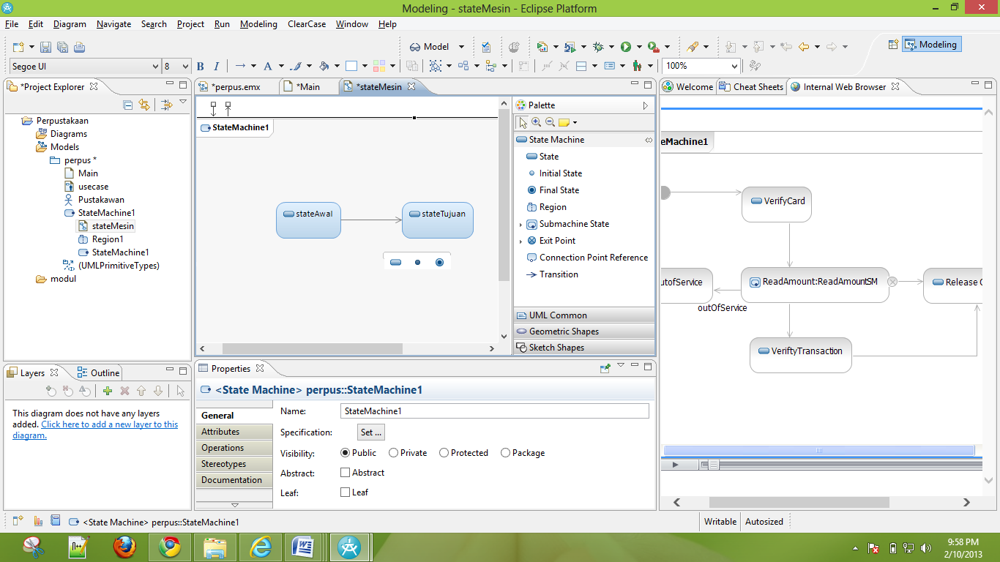 Modeling - stateMesin - Eclipse Platform
File Edit Diagram Navigate Search Project Run Modeling ClearCase Window Help
Model
Modeling
Segoe UI 8 B I A 100%
*Project Explorer
Perpustakaan
Diagrams
Models
perpus *
Main
usecase
Pustakawan
StateMachine1
stateMesin
Region1
StateMachine1
(UMLPrimitiveTypes)
modul
Layers Outline
This diagram does not have any layers
added. Click here to add a new layer to this
diagram.
*perpus.emx *Main *stateMesin
StateMachine1
stateAwal stateTujuan
Palette
State Machine
State
Initial State
Final State
Region
Submachine State
Exit Point
Connection Point Reference
Transition
UML Common
Geometric Shapes
Sketch Shapes
Properties
<State Machine> perpus::StateMachine1
General
Attributes
Operations
Stereotypes
Documentation
Name: StateMachine1
Specification: Set ...
Visibility: Public Private Protected Package
Abstract: Abstract
Leaf: Leaf
Welcome Cheat Sheets Internal Web Browser
eMachine1
VerifyCard
utofService ReadAmount:ReadAmountSM Release
outOfService
VeriftyTransaction
<State Machine> perpus::StateMachine1 Writable Autosized
9:58 PM
2/10/2013